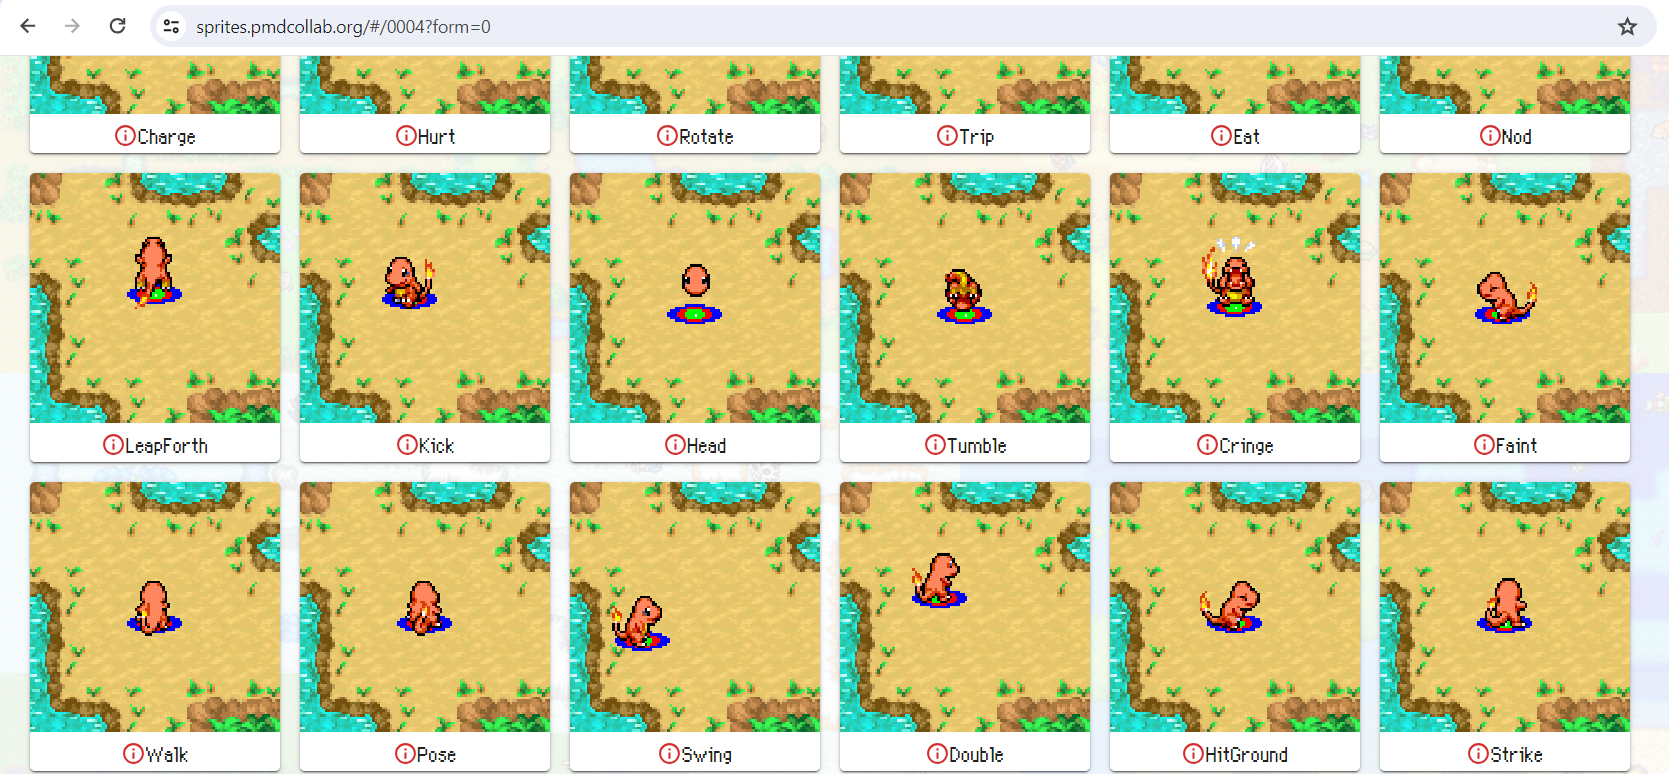 sprites.pmdcollab.org/#/0004?form=0
Charge Hurt Rotate Trip Eat Nod
LeapForth Kick Head Tumble Cringe Faint
Walk Pose Swing Double HitGround Strike